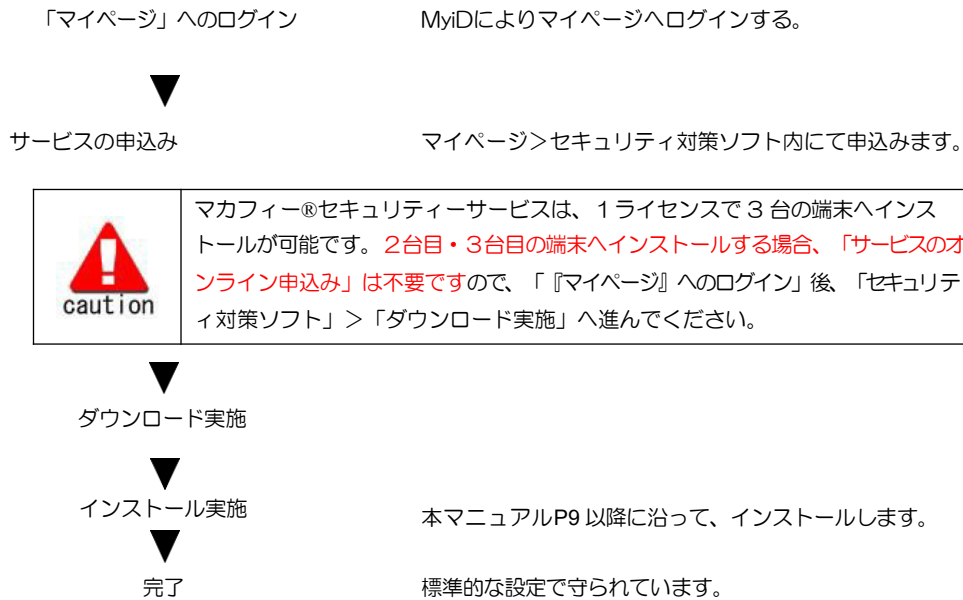 「マイページ」へのログイン　MyiDによりマイページへログインする。
サービスの申込み　マイページ＞セキュリティ対策ソフト内にて申込みます。
マカフィー®セキュリティーサービスは、１ライセンスで３台の端末へインス
トールが可能です。２台目・３台目の端末へインストールする場合、「サービスのオ
ンライン申込み」は不要ですので、「『マイページ』へのログイン」後、「セキュリテ
ィ対策ソフト」＞「ダウンロード実施」へ進んでください。
caution
ダウンロード実施
インストール実施　本マニュアルP9以降に沿って、インストールします。
完了　標準的な設定で守られています。